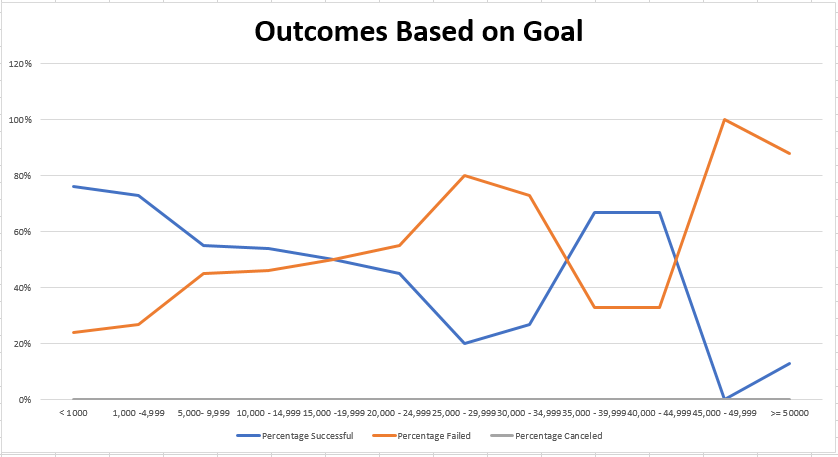 Outcomes Based on Goal
120%
100%
80%
60%
40%
20%
0%
< 1000 1,000 -4,999 5,000- 9,999 10,000 - 14,999 15,000 -19,999 20,000 - 24,999 25,000 - 29,999 30,000 - 34,999 35,000 - 39,999 40,000 - 44,999 45,000 - 49,999 >= 50000
Percentage Successful Percentage Failed Percentage Canceled